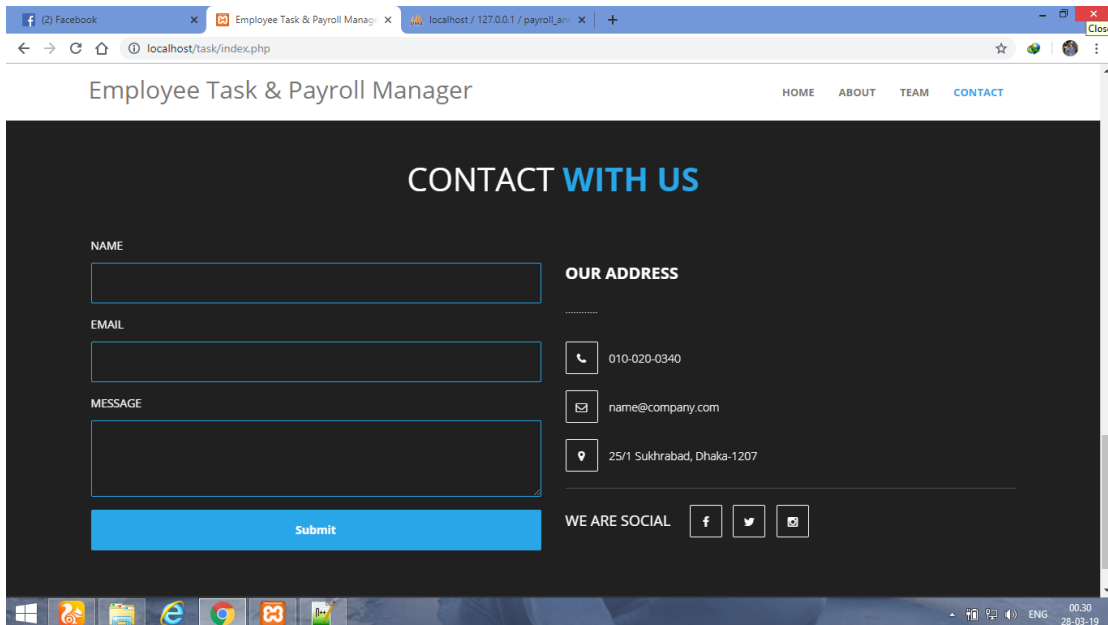 (2) Facebook
Employee Task & Payroll Manage
localhost / 127.0.0.1 / payroll_and
Close
localhost/task/index.php
Employee Task & Payroll Manager
HOME ABOUT TEAM CONTACT
CONTACT WITH US
NAME
EMAIL
MESSAGE
Submit
OUR ADDRESS
............
010-020-0340
name@company.com
25/1 Sukhrabad, Dhaka-1207
WE ARE SOCIAL
ENG
00.30
28-03-19